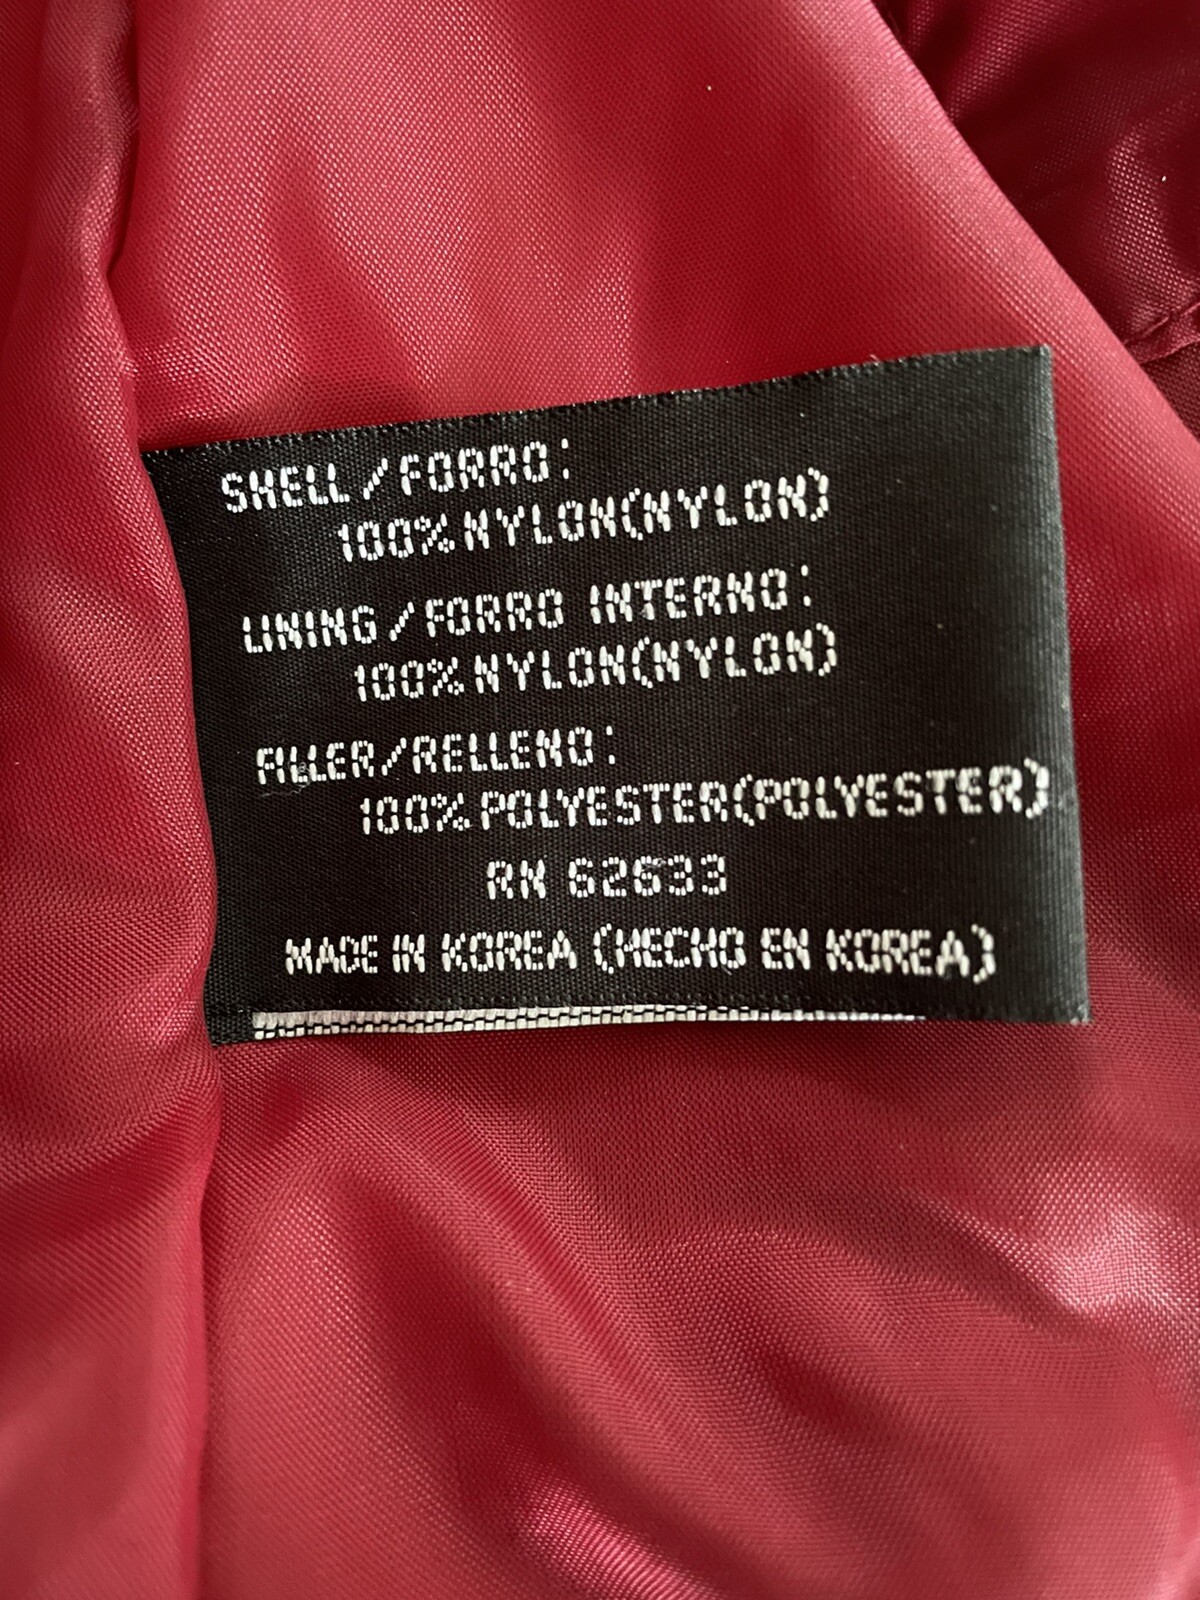 SHELL/FORRO:
100% NYLON(NYLON)
LINING/FORRO INTERNO:
100% NYLON(NYLON)
FILLER/RELLENO:
100% POLYESTER(POLYESTER)
RN 62633
MADE IN KOREA (HECHO EN KOREA)